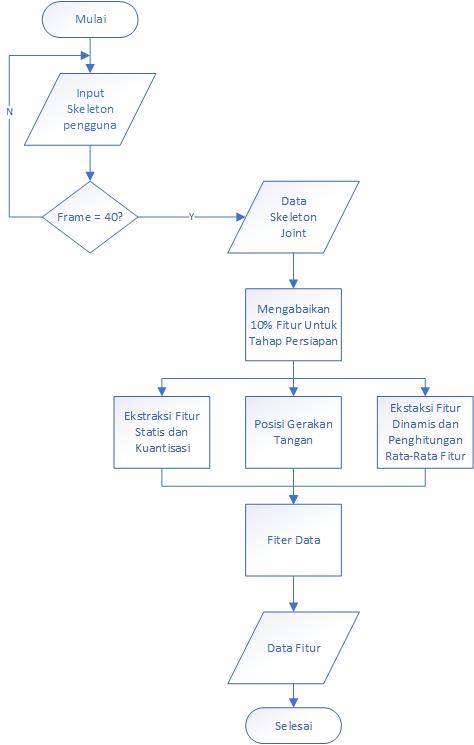 Mulai
Input
Skeleton
pengguna
N
Frame = 40?
Y
Data
Skeleton
Joint
Mengabaikan
10% Fitur Untuk
Tahap Persiapan
Ekstraksi Fitur
Statis dan
Kuantisasi
Posisi Gerakan
Tangan
Ekstaksi Fitur
Dinamis dan
Penghitungan
Rata-Rata Fitur
Fiter Data
Data Fitur
Selesai